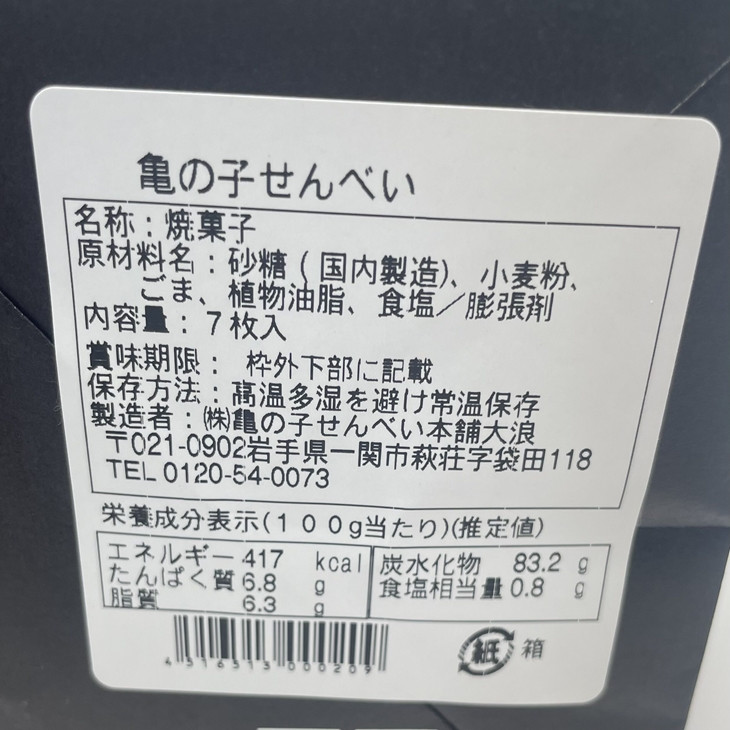 亀の子せんべい
名称：焼菓子
原材料名：砂糖（国内製造）、小麦粉、
ごま、植物油脂、食塩／膨張剤
内容量：7枚入
賞味期限：枠外下部に記載
保存方法：高温多湿を避け常温保存
製造者：㈱亀の子せんべい本舗大浪
〒021-0902岩手県一関市萩荘字袋田118
TEL 0120-54-0073
栄養成分表示(１００g当たり)(推定値)
エネルギー 417 kcal 炭水化物 83.2 g
たんぱく質 6.8 g 食塩相当量 0.8 g
脂質 6.3 g
4516513000209
紙 箱